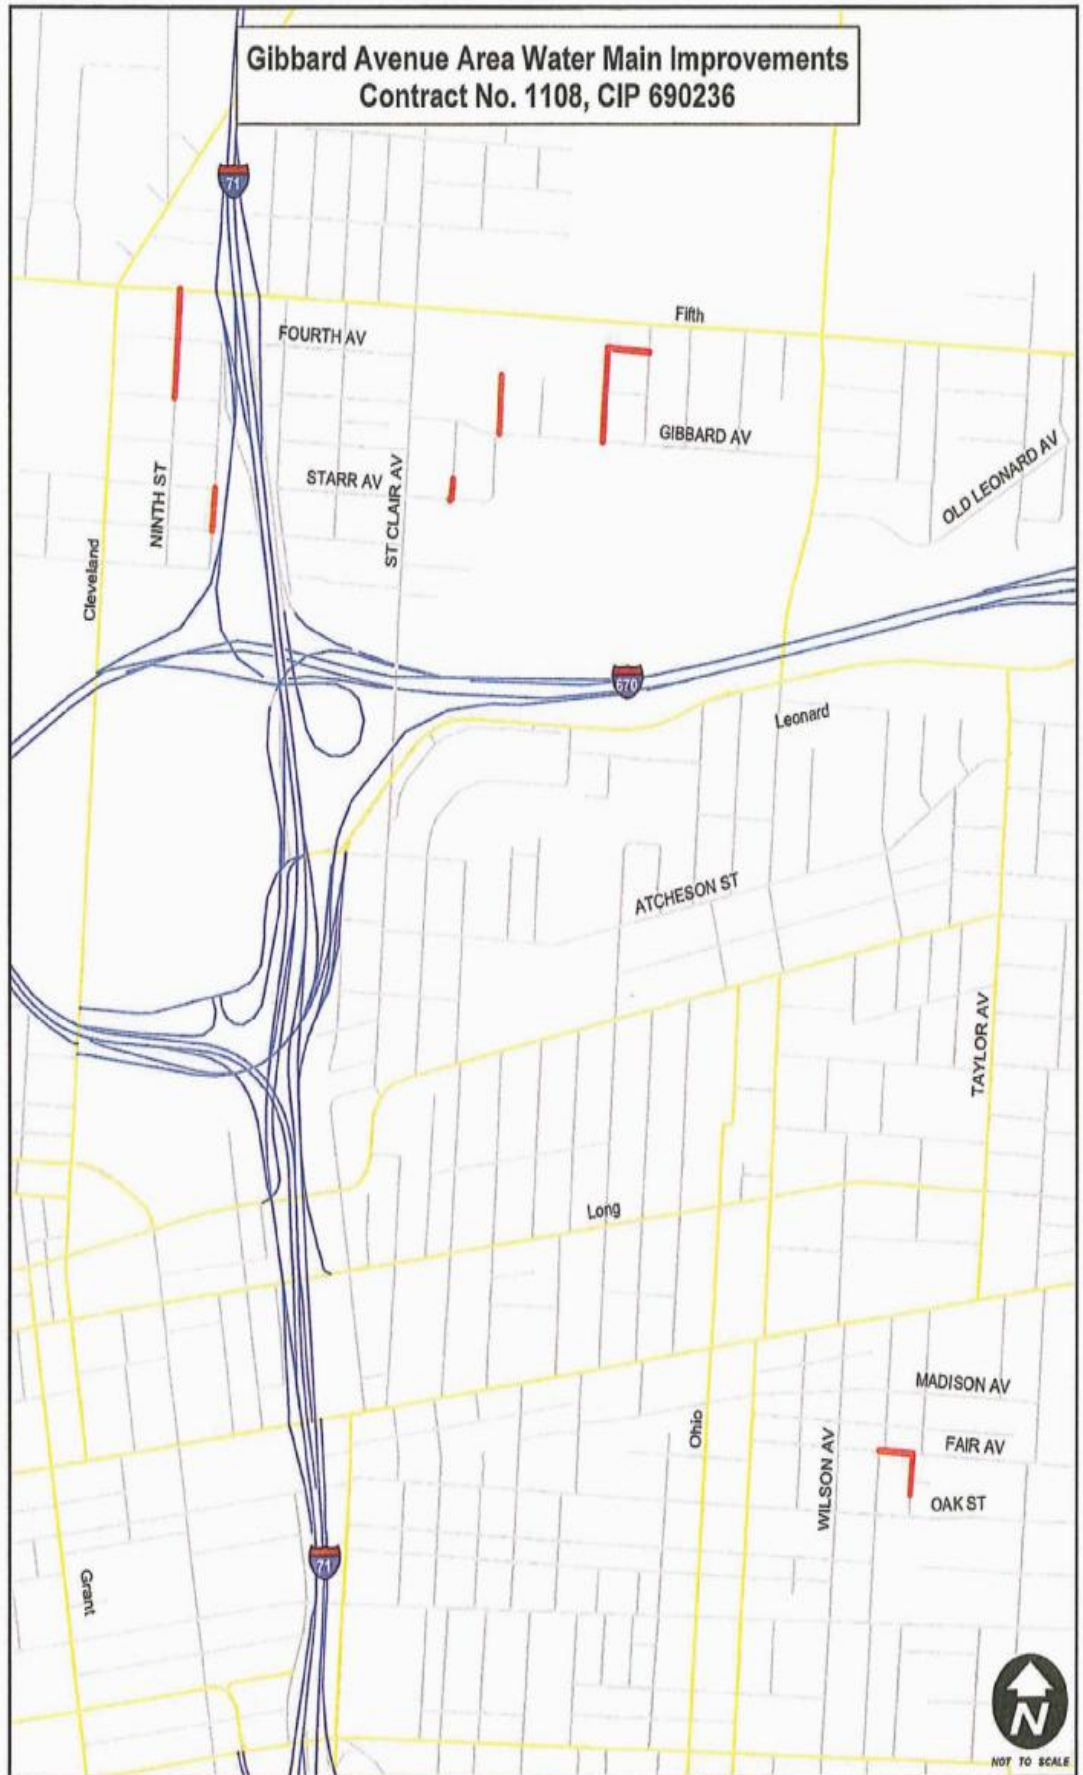 Gibbard Avenue Area Water Main Improvements
Contract No. 1108, CIP 690236
71
Fifth
FOURTH AV
GIBBARD AV
OLD LEONARD AV
STARR AV
ST CLAIR AV
NINTH ST
Cleveland
670
Leonard
ATCHESON ST
TAYLOR AV
Long
MADISON AV
Ohio
WILSON AV
FAIR AV
OAK ST
71
Grant
N
NOT TO SCALE